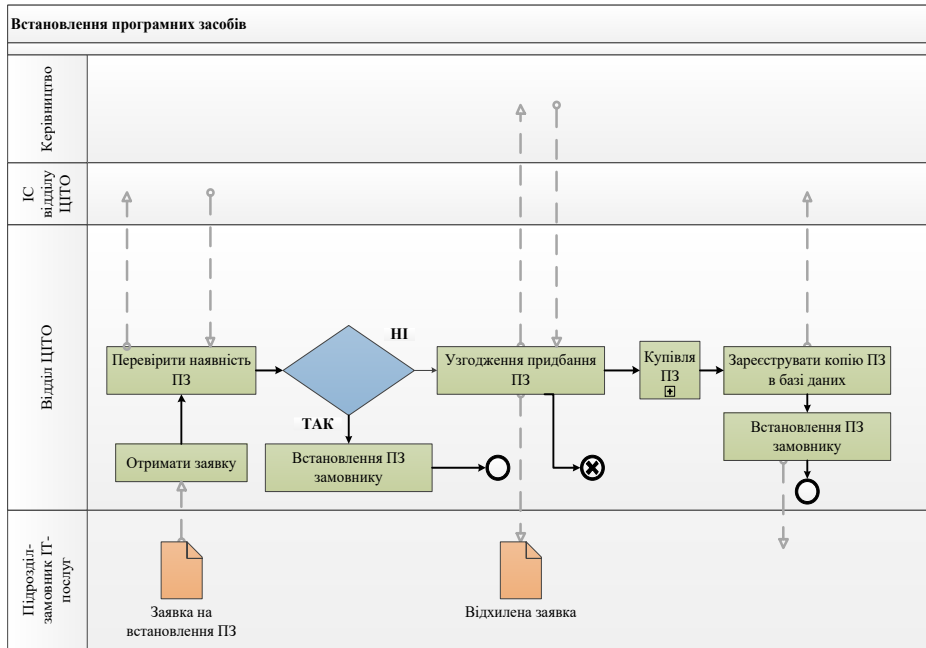 Встановлення програмних засобів
Керівництво
ІС
відділу
ЦІТО
Відділ ЦІТО
Перевірити наявність
ПЗ
НІ
ТАК
Узгодження придбання
ПЗ
Купівля
ПЗ
Зареєструвати копію ПЗ
в базі даних
Отримати заявку
Встановлення ПЗ
замовнику
Встановлення ПЗ
замовнику
Підрозділ-
замовник ІТ-
послуг
Заявка на
встановлення ПЗ
Відхилена заявка